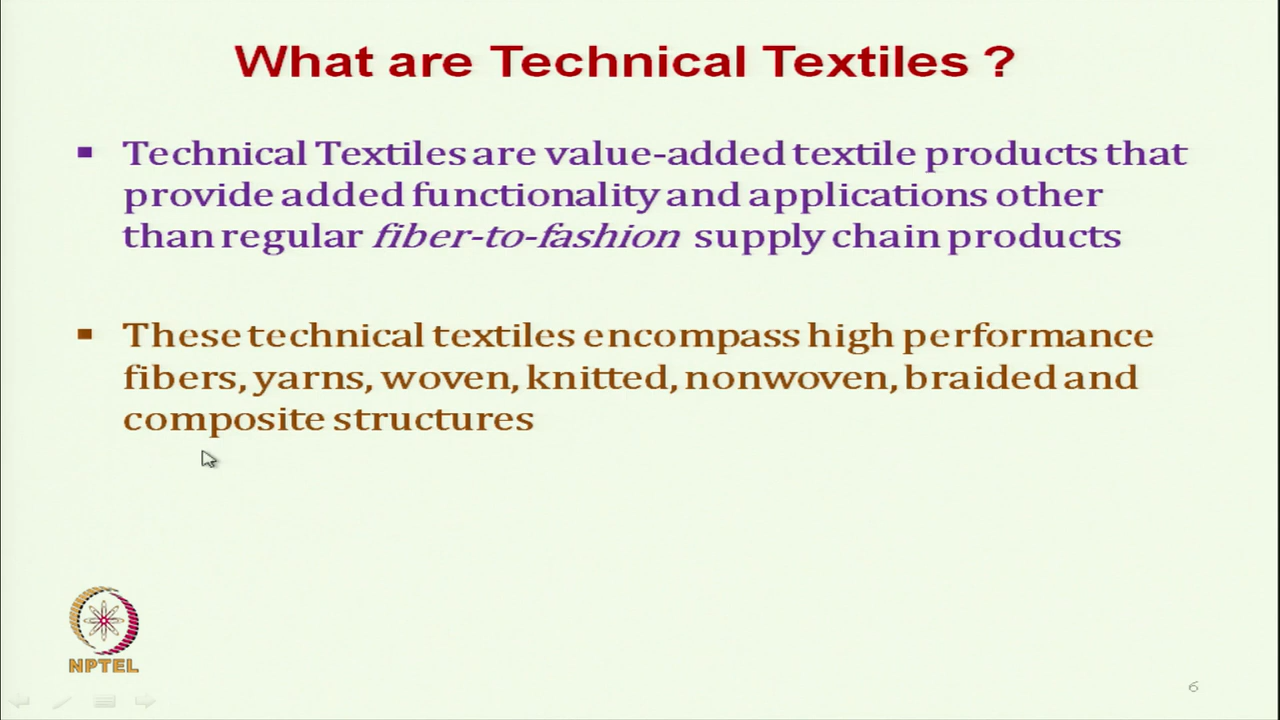 What are Technical Textiles ?
▪ Technical Textiles are value-added textile products that
provide added functionality and applications other
than regular fiber-to-fashion supply chain products
▪ These technical textiles encompass high performance
fibers, yarns, woven, knitted, nonwoven, braided and
composite structures
NPTEL
6